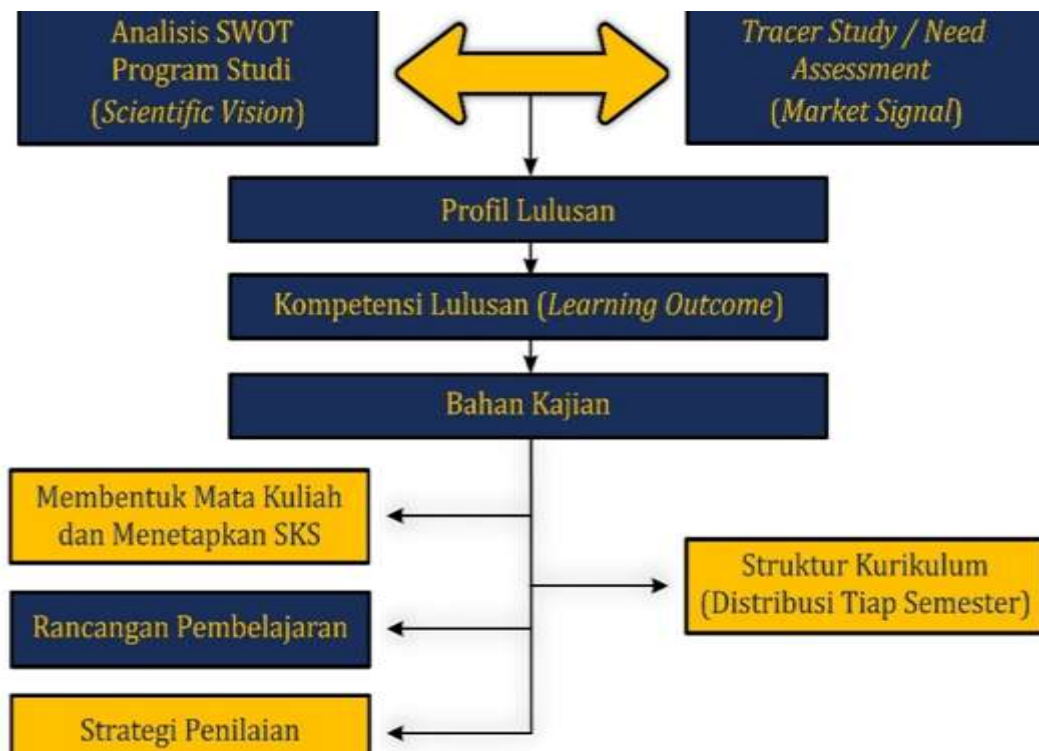 Analisis SWOT
Program Studi
(Scientific Vision)
Tracer Study / Need
Assessment
(Market Signal)
Profil Lulusan
Kompetensi Lulusan (Learning Outcome)
Bahan Kajian
Membentuk Mata Kuliah
dan Menetapkan SKS
Struktur Kurikulum
(Distribusi Tiap Semester)
Rancangan Pembelajaran
Strategi Penilaian